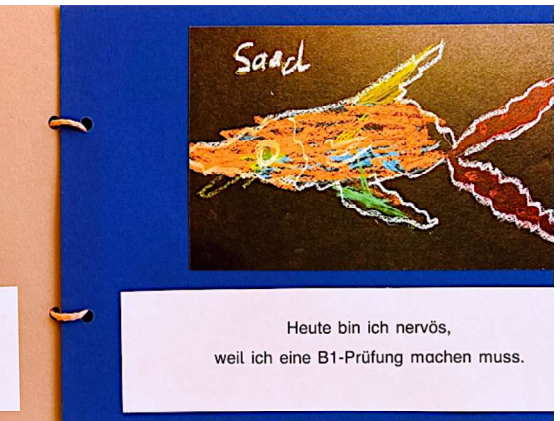 Saad
Heute bin ich nervös,
weil ich eine B1-Prüfung machen muss.